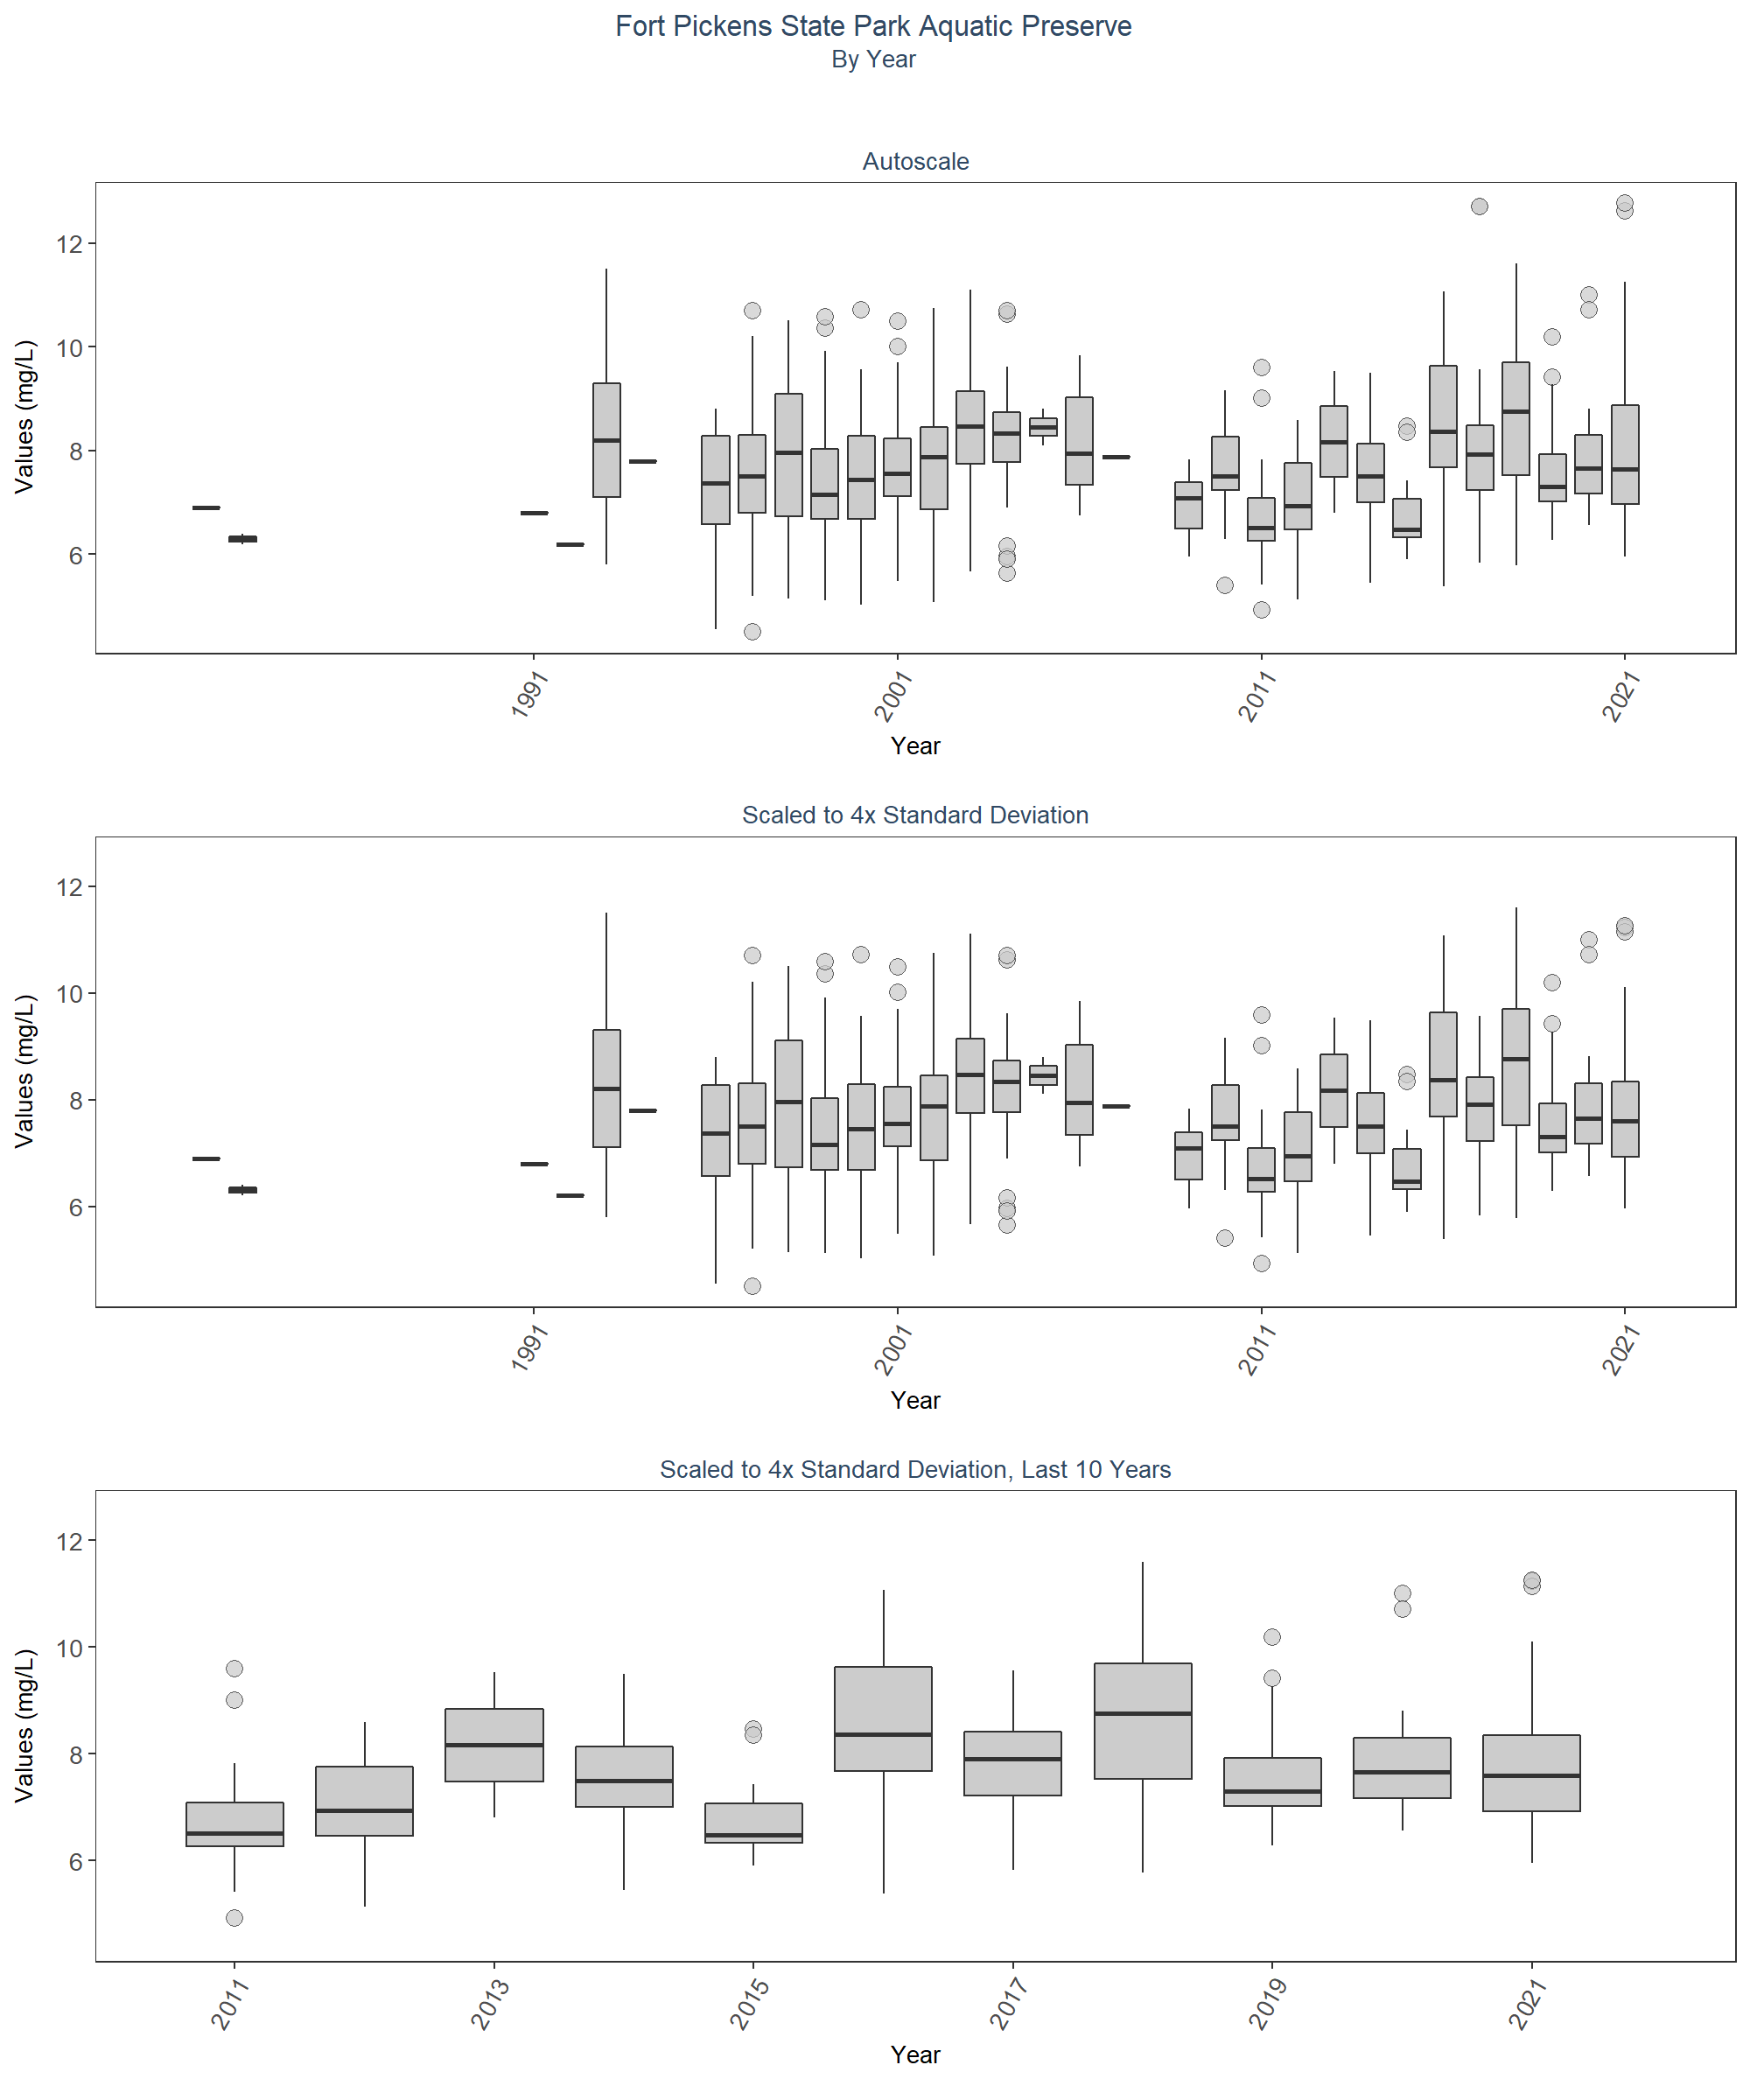 Fort Pickens State Park Aquatic Preserve
By Year
Autoscale
Values (mg/L)
12
10
8
6
1991
2001
2011
2021
Year
Scaled to 4x Standard Deviation
Values (mg/L)
12
10
8
6
1991
2001
2011
2021
Year
Scaled to 4x Standard Deviation, Last 10 Years
Values (mg/L)
12
10
8
6
2011
2013
2015
2017
2019
2021
Year